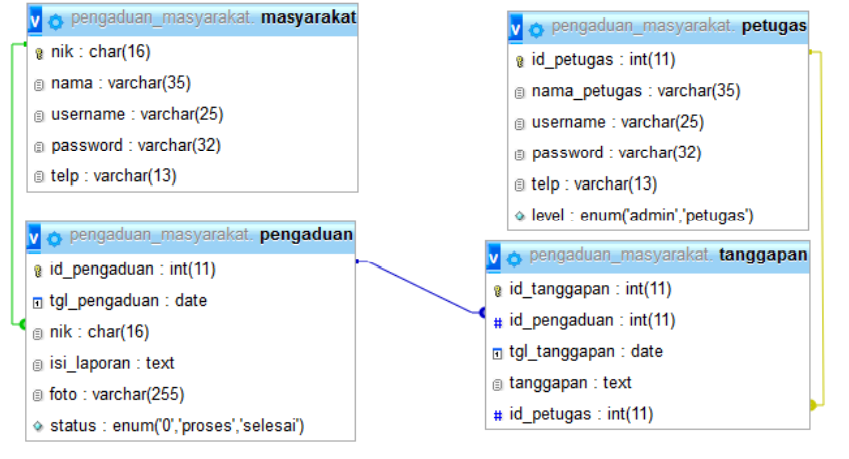 pengaduan_masyarakat. masyarakat
nik : char(16)
nama : varchar(35)
username : varchar(25)
password : varchar(32)
telp : varchar(13)
pengaduan_masyarakat. petugas
id_petugas : int(11)
nama_petugas : varchar(35)
username : varchar(25)
password : varchar(32)
telp : varchar(13)
level : enum('admin','petugas')
pengaduan_masyarakat. pengaduan
id_pengaduan : int(11)
tgl_pengaduan : date
nik : char(16)
isi_laporan : text
foto : varchar(255)
status : enum('0','proses','selesai')
pengaduan_masyarakat. tanggapan
id_tanggapan : int(11)
# id_pengaduan : int(11)
tgl_tanggapan : date
tanggapan : text
# id_petugas : int(11)